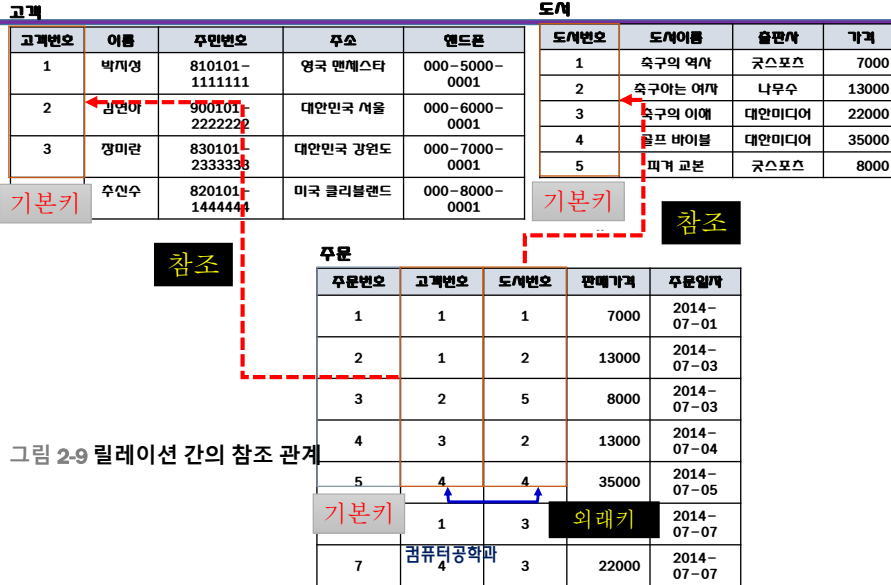 고객
고객번호 이름 주민번호 주소 핸드폰
1 박지성 810101-1111111 영국 맨체스타 000-5000-0001
2 김연아 900101-2222222 대한민국 서울 000-6000-0001
3 장미란 830101-2333333 대한민국 강원도 000-7000-0001
추신수 820101-1444444 미국 클리블랜드 000-8000-0001
기본키
도서
도서번호 도서이름 출판사 가격
1 축구의 역사 굿스포츠 7000
2 축구아는 여자 나무수 13000
3 축구의 이해 대한미디어 22000
4 골프 바이블 대한미디어 35000
5 피겨 교본 굿스포츠 8000
기본키
참조
참조
주문
주문번호 고객번호 도서번호 판매가격 주문일자
1 1 1 7000 2014-07-01
2 1 2 13000 2014-07-03
3 2 5 8000 2014-07-03
4 3 2 13000 2014-07-04
5 4 4 35000 2014-07-05
1 3 2014-07-07
7 4 3 22000 2014-07-07
기본키
외래키
그림 2-9 릴레이션 간의 참조 관계
컴퓨터공학과